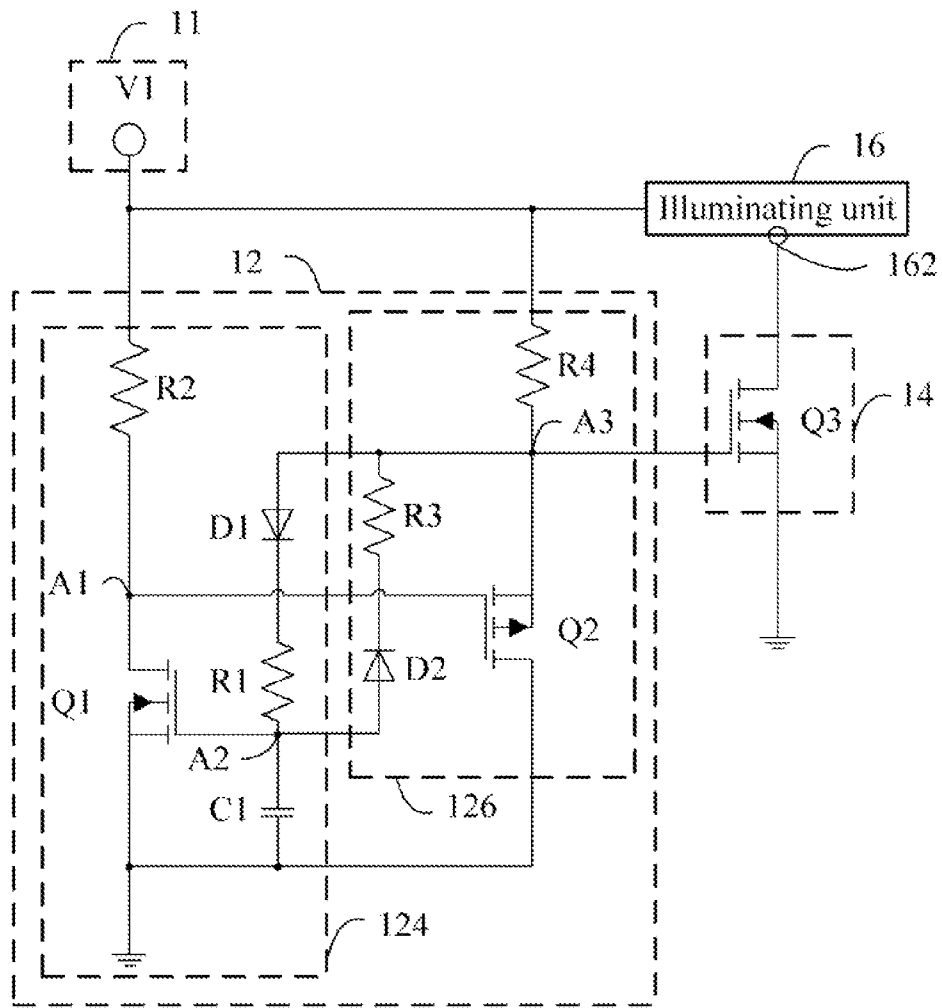 11
V1
16
Illuminating unit
162
12
R2
R4
A3
14
Q3
D1
R3
A1
Q2
R1
D2
Q1
A2
C1
126
124